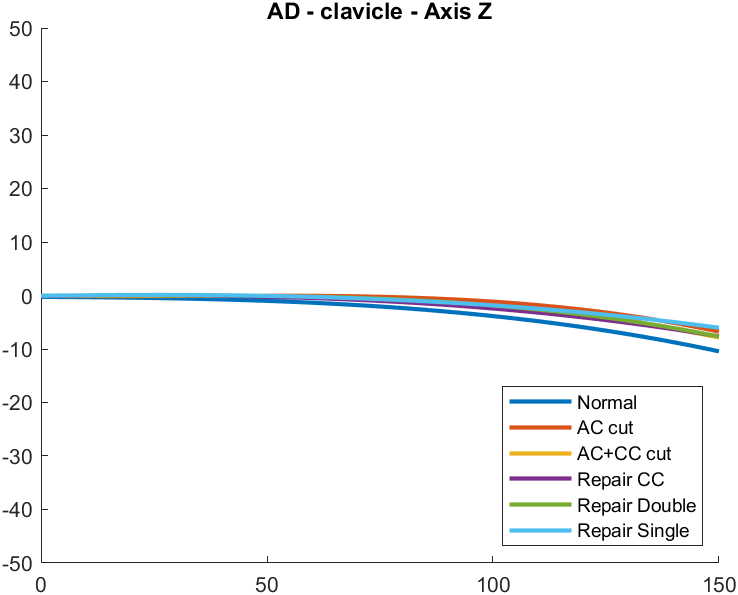 AD - clavicle - Axis Z
50
40
30
20
10
0
-10
-20
-30
-40
-50
0 50 100 150
Normal
AC cut
AC+CC cut
Repair CC
Repair Double
Repair Single